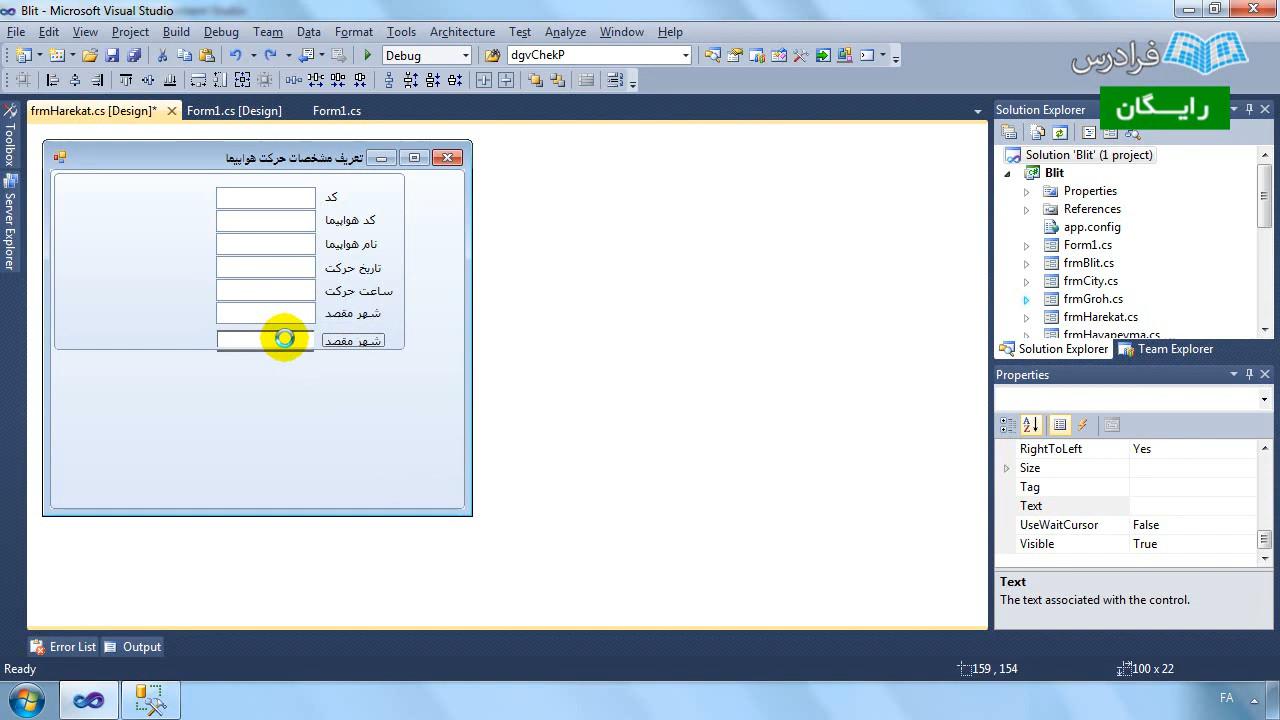 Blit - Microsoft Visual Studio
File Edit View Project Build Debug Team Data Format Tools Architecture Test Analyze Window Help
Debug
dgvChekP
فرادرس
رایگان
frmHarekat.cs [Design]*
Form1.cs [Design]
Form1.cs
Toolbox
Server Explorer
تعریف مشخصات حرکت هواپیما
کد
کد هواپیما
نام هواپیما
تاریخ حرکت
ساعت حرکت
شهر مقصد
شهر مقصد
Solution Explorer
Solution 'Blit' (1 project)
Blit
Properties
References
app.config
Form1.cs
frmBlit.cs
frmCity.cs
frmGroh.cs
frmHarekat.cs
frmHavapeyma.cs
Solution Explorer
Team Explorer
Properties
RightToLeft Yes
Size
Tag
Text
UseWaitCursor False
Visible True
Text
The text associated with the control.
Error List
Output
Ready
159 , 154
100 x 22
FA